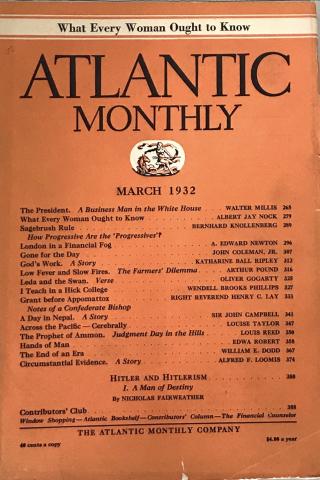 What Every Woman Ought to Know
ATLANTIC
MONTHLY
MARCH 1932
The President. A Business Man in the White House . WALTER MILLIS 265
What Every Woman Ought to Know . . . . ALBERT JAY NOCK 279
Sagebrush Rule . . . . . . BERNHARD KNOLLENBERG 289
How Progressive Are the 'Progressives'?
London in a Financial Fog . . . . . A. EDWARD NEWTON 296
Gone for the Day . . . . . . JOHN COLEMAN, JR. 307
God's Work. A Story . . . . KATHARINE BALL RIPLEY 312
Low Fever and Slow Fires. The Farmers' Dilemma . ARTHUR POUND 316
Leda and the Swan. Verse . . . . . OLIVER GOGARTY 325
I Teach in a Hick College . . . WENDELL BROOKS PHILLIPS 327
Grant before Appomattox . . RIGHT REVEREND HENRY C. LAY 333
Notes of a Confederate Bishop
A Day in Nepal. A Story . . . . . SIR JOHN CAMPBELL 341
Across the Pacific — Cerebrally . . . . . LOUISE TAYLOR 347
The Prophet of Ammon. Judgment Day in the Hills . LOUIS REED 350
Hands of Man . . . . . . . . EDWA ROBERT 358
The End of an Era . . . . . . . WILLIAM E. DODD 367
Circumstantial Evidence. A Story . . . ALFRED F. LOOMIS 374
HITLER AND HITLERISM . . . . 380
I. A Man of Destiny
By NICHOLAS FAIRWEATHER
Contributors' Club . . . . . . . . . 388
Window Shopping—Atlantic Bookshelf—Contributors' Column—The Financial Counselor
THE ATLANTIC MONTHLY COMPANY
40 cents a copy
$4.00 a year